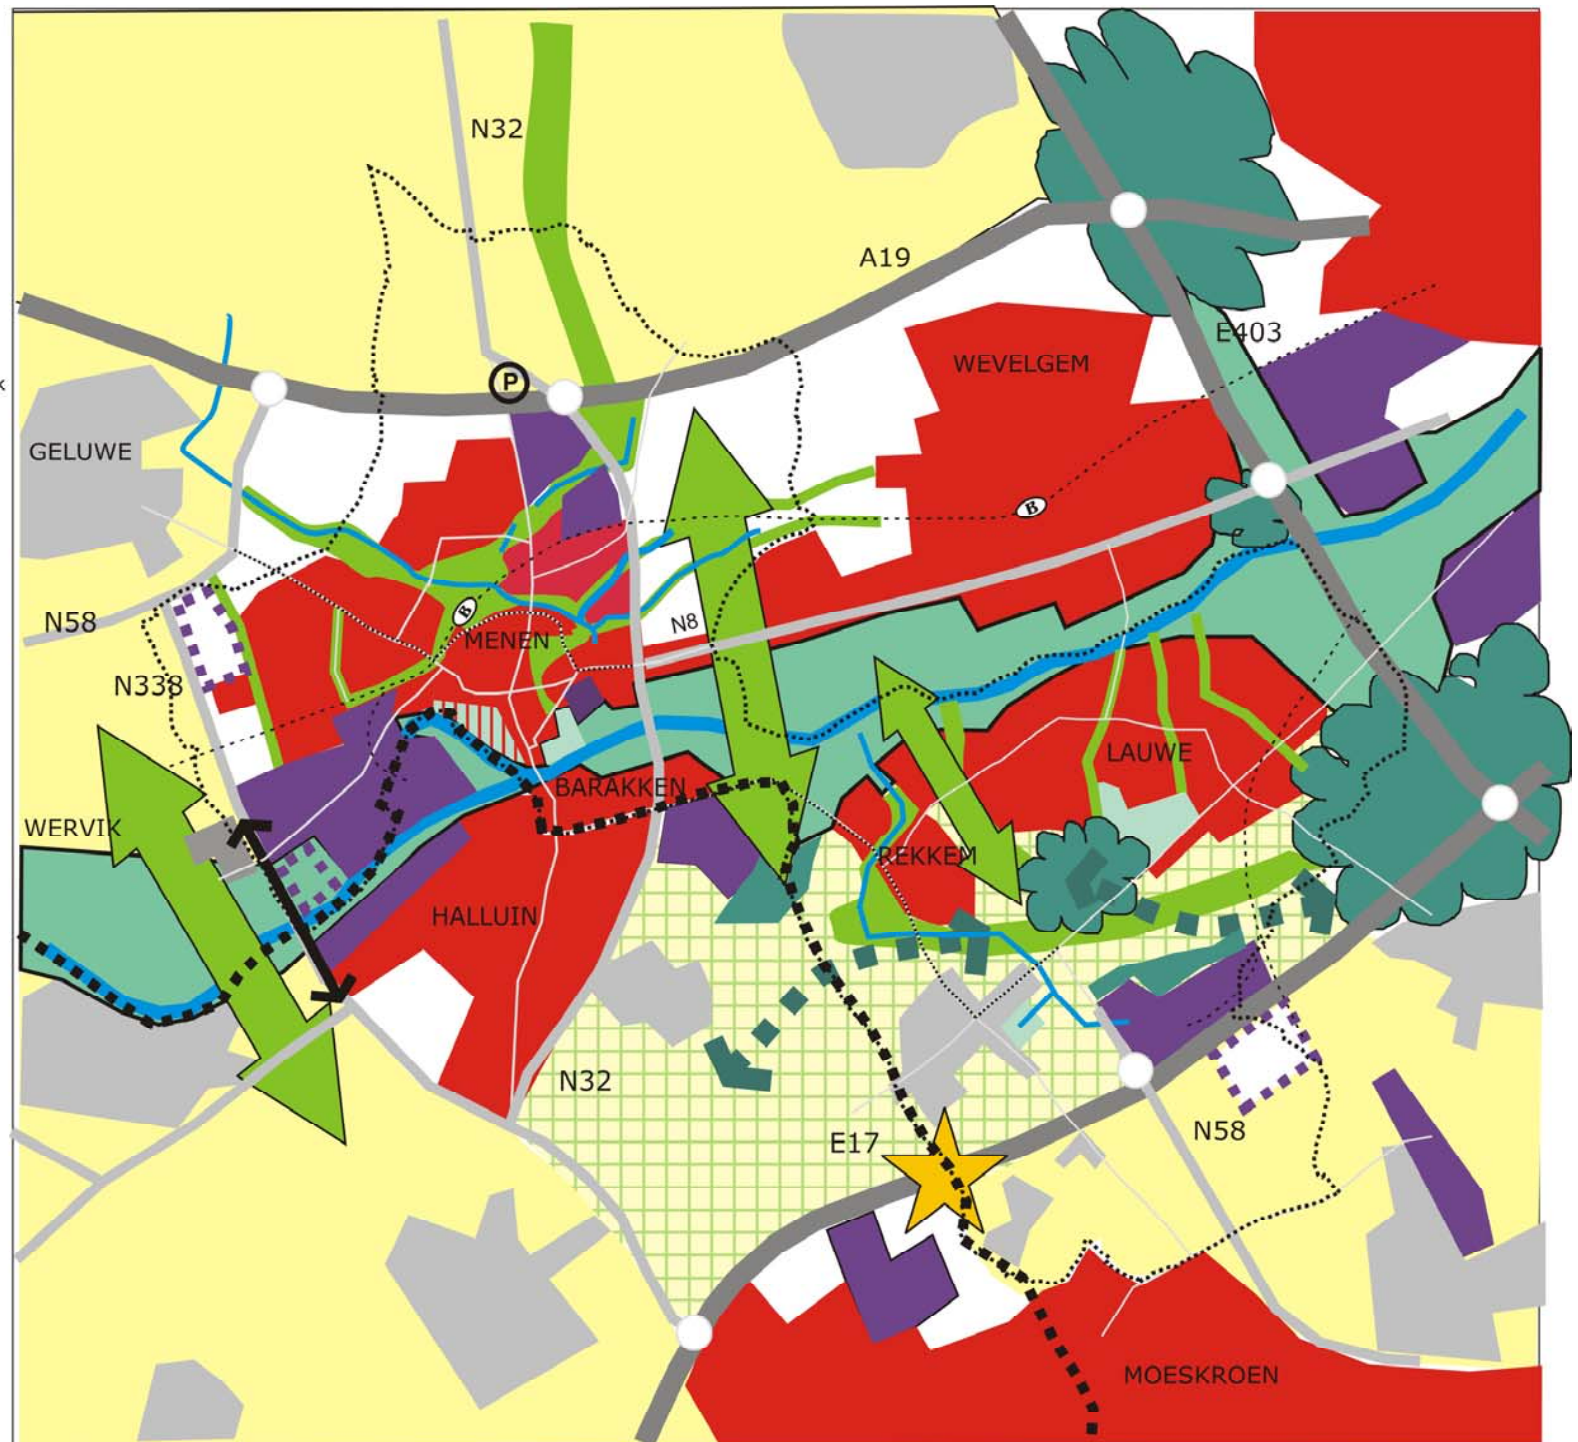 N32
A19
E403
WEVELGEM
P
x
GELUWE
B
B
N58
N8
MENEN
N338
LAUWE
BARAKKEN
WERVIK
REKKEM
HALLUIN
N32
E17
N58
MOESKROEN